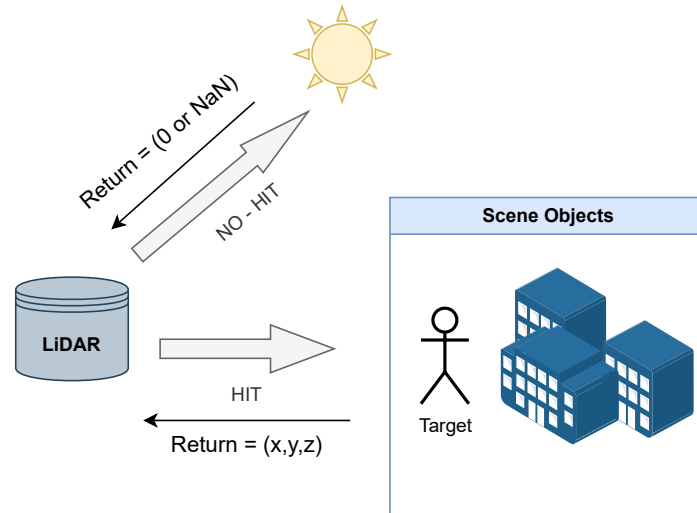 Return = (0 or NaN)
NO - HIT
Scene Objects
LiDAR
HIT
Return = (x,y,z)
Target